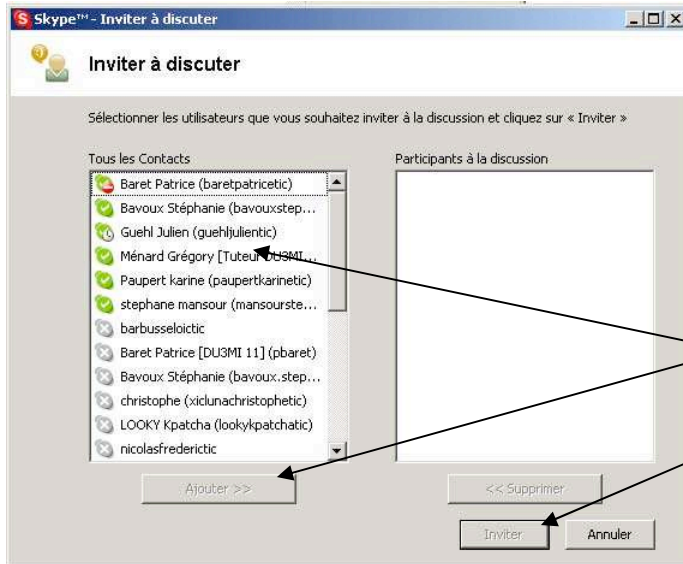 Skype™ - Inviter à discuter
Inviter à discuter
Sélectionner les utilisateurs que vous souhaitez inviter à la discussion et cliquez sur « Inviter »
Tous les Contacts
Participants à la discussion
Baret Patrice (baretpatricetic)
Bavoux Stéphanie (bavouxstep...
Guehl Julien (guehljulientic)
Ménard Grégory [Tuteur DU3MI...
Paupert karine (paupertkarinetic)
stephane mansour (mansourste...
barbusseloictic
Baret Patrice [DU3MI 11] (pbaret)
Bavoux Stéphanie (bavoux.step...
christophe (xiclunachristophetic)
LOOKY Kpatcha (lookykpatchatic)
nicolasfrederictic
Ajouter >>
<< Supprimer
Inviter
Annuler